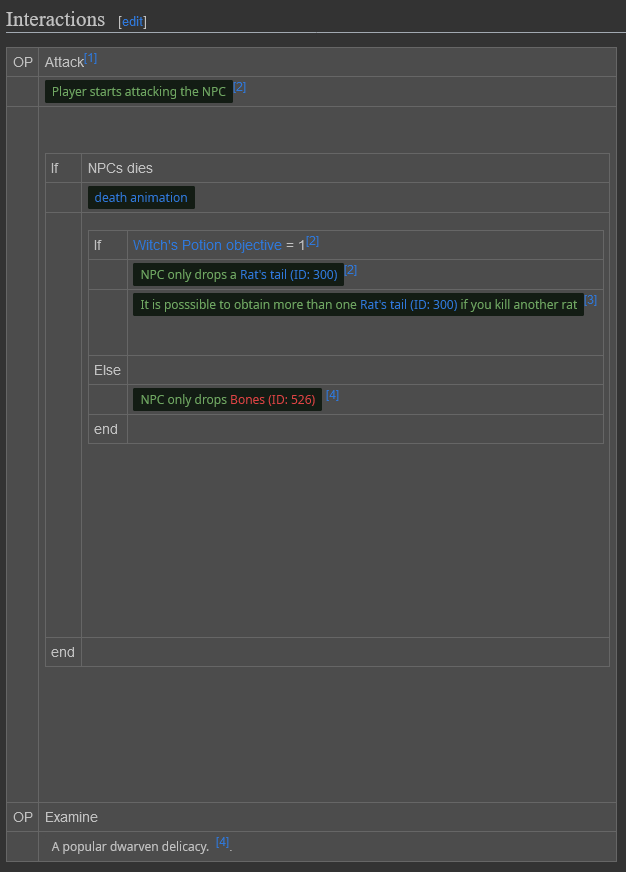 Interactions [edit]
OP Attack[1]
Player starts attacking the NPC [2]
If NPCs dies
death animation
If Witch's Potion objective = 1[2]
NPC only drops a Rat's tail (ID: 300) [2]
It is posssible to obtain more than one Rat's tail (ID: 300) if you kill another rat [3]
Else
NPC only drops Bones (ID: 526) [4]
end
end
OP Examine
A popular dwarven delicacy. [4].